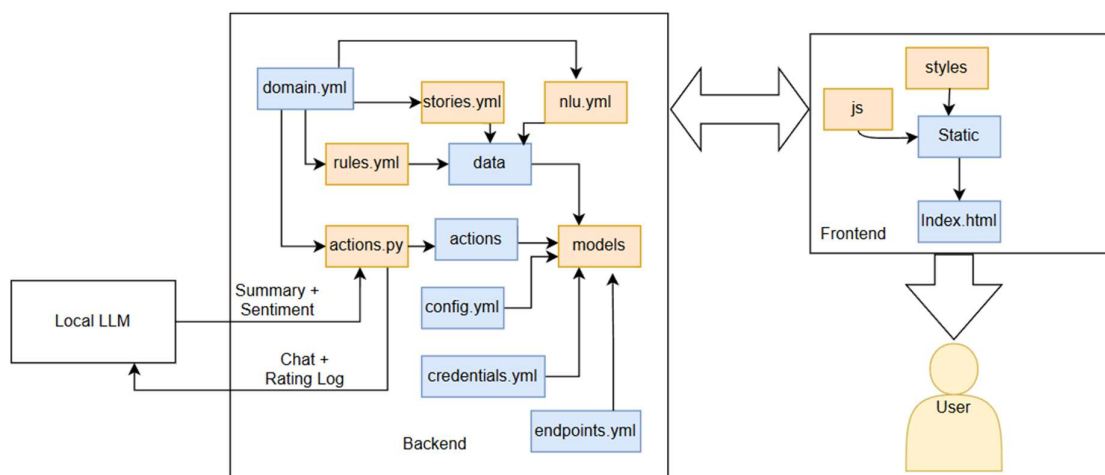 domain.yml
stories.yml
nlu.yml
rules.yml
data
actions.py
actions
models
config.yml
credentials.yml
endpoints.yml
Backend
Local LLM
Summary +
Sentiment
Chat +
Rating Log
styles
js
Static
Index.html
Frontend
User